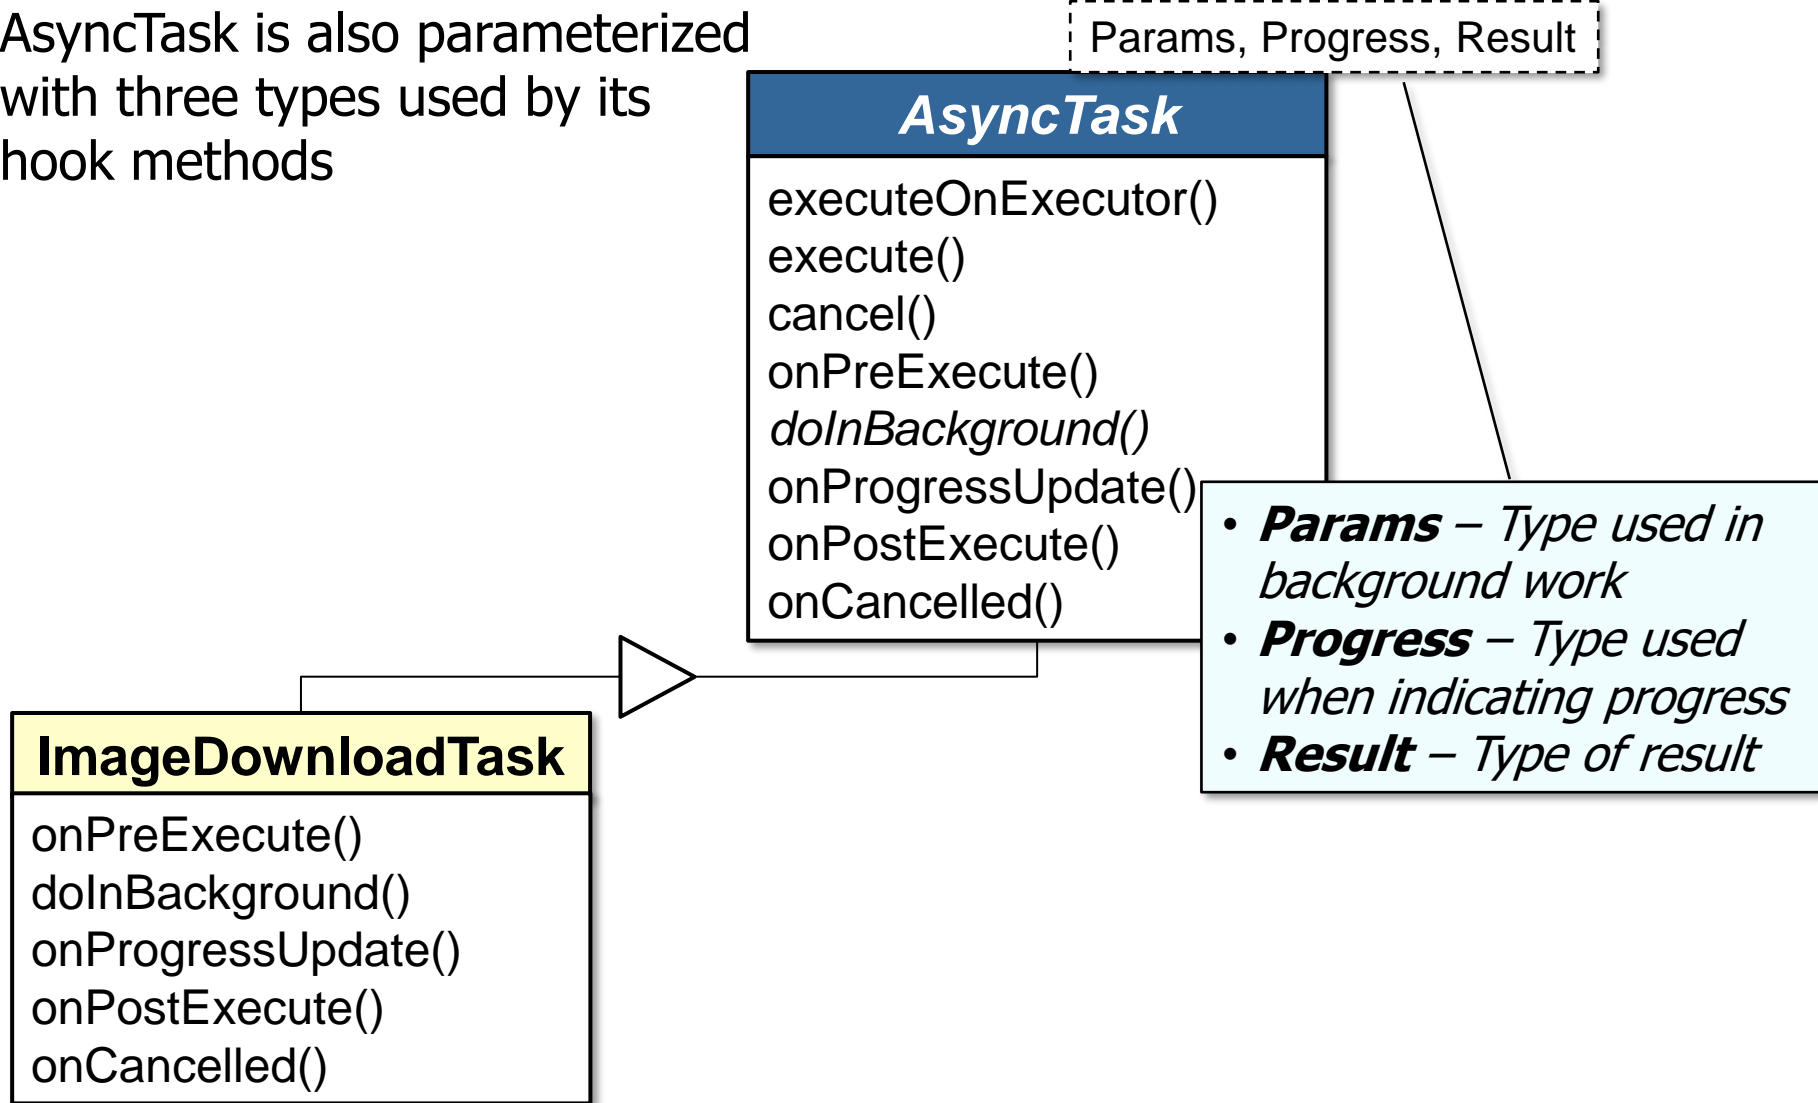 AsyncTask is also parameterized
with three types used by its
hook methods
Params, Progress, Result
AsyncTask
executeOnExecutor()
execute()
cancel()
onPreExecute()
doInBackground()
onProgressUpdate()
onPostExecute()
onCancelled()
• Params – Type used in
background work
• Progress – Type used
when indicating progress
• Result – Type of result
ImageDownloadTask
onPreExecute()
doInBackground()
onProgressUpdate()
onPostExecute()
onCancelled()